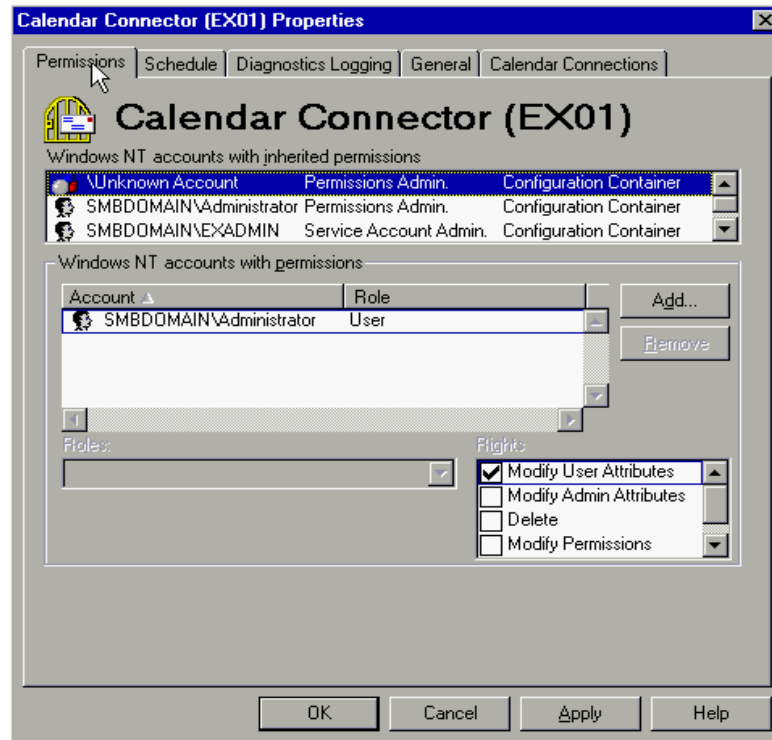 Calendar Connector (EX01) Properties
Permissions Schedule Diagnostics Logging General Calendar Connections
Calendar Connector (EX01)
Windows NT accounts with inherited permissions
\Unknown Account Permissions Admin. Configuration Container
SMBDOMAIN\Administrator Permissions Admin. Configuration Container
SMBDOMAIN\EXADMIN Service Account Admin. Configuration Container
Windows NT accounts with permissions
Account Role Add...
SMBDOMAIN\Administrator User
Remove
Roles: Rights
Modify User Attributes
Modify Admin Attributes
Delete
Modify Permissions
OK Cancel Apply Help